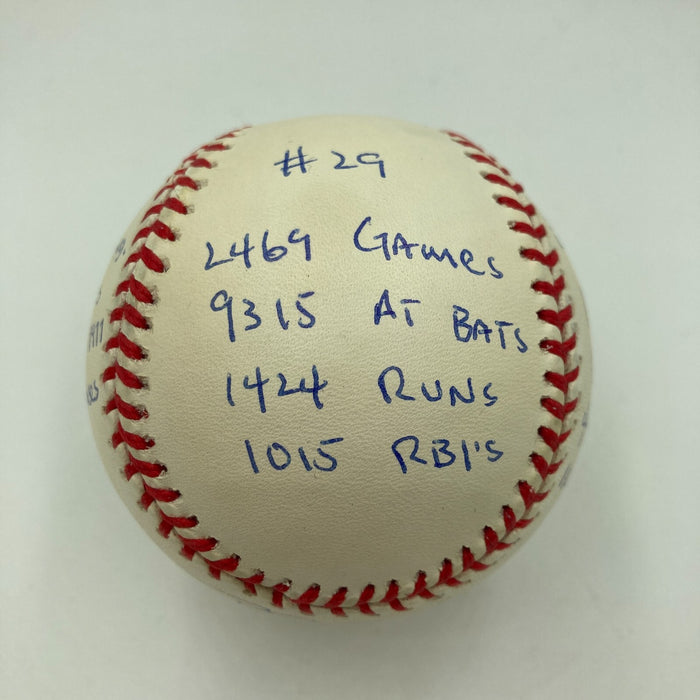 #29
2469 GAMES
9315 AT BATS
1424 RUNS
1015 RBI'S